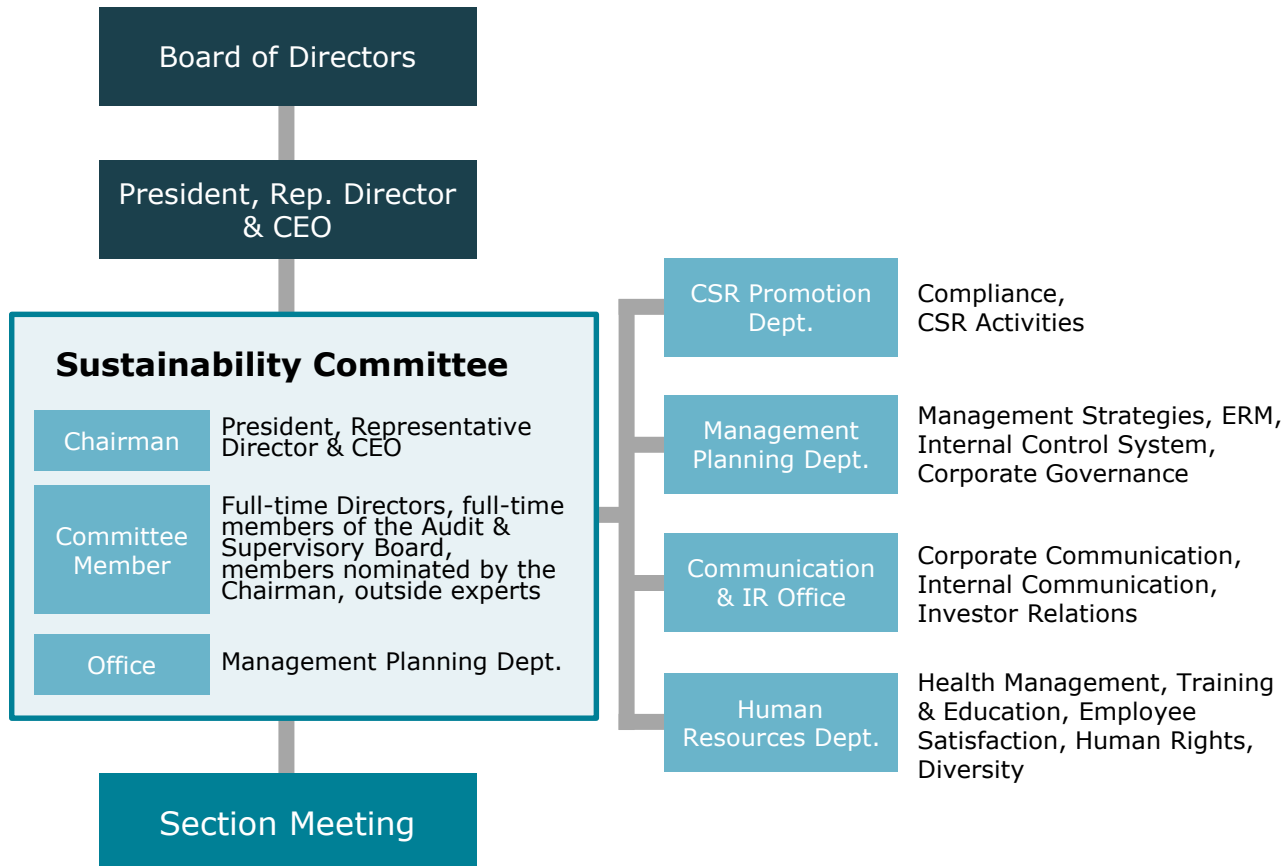 Board of Directors
President, Rep. Director
& CEO
Sustainability Committee
Chairman
President, Representative
Director & CEO
Committee
Member
Full-time Directors, full-time
members of the Audit &
Supervisory Board,
members nominated by the
Chairman, outside experts
Office
Management Planning Dept.
Section Meeting
CSR Promotion
Dept.
Compliance,
CSR Activities
Management
Planning Dept.
Management Strategies, ERM,
Internal Control System,
Corporate Governance
Communication
& IR Office
Corporate Communication,
Internal Communication,
Investor Relations
Human
Resources Dept.
Health Management, Training
& Education, Employee
Satisfaction, Human Rights,
Diversity